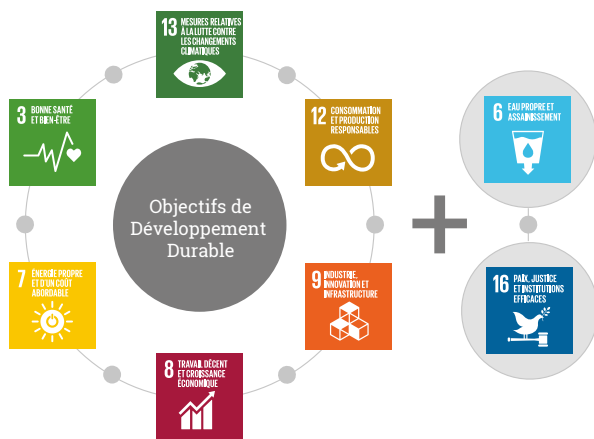 13 MESURES RELATIVES
À LA LUTTE CONTRE
LES CHANGEMENTS
CLIMATIQUES
3 BONNE SANTÉ
ET BIEN-ÊTRE
12 CONSOMMATION
ET PRODUCTION
RESPONSABLES
Objectifs de
Développement
Durable
7 ÉNERGIE PROPRE
ET D'UN COÛT
ABORDABLE
9 INDUSTRIE,
INNOVATION ET
INFRASTRUCTURE
8 TRAVAIL DÉCENT
ET CROISSANCE
ÉCONOMIQUE
+
6 EAU PROPRE ET
ASSAINISSEMENT
16 PAIX, JUSTICE
ET INSTITUTIONS
EFFICACES